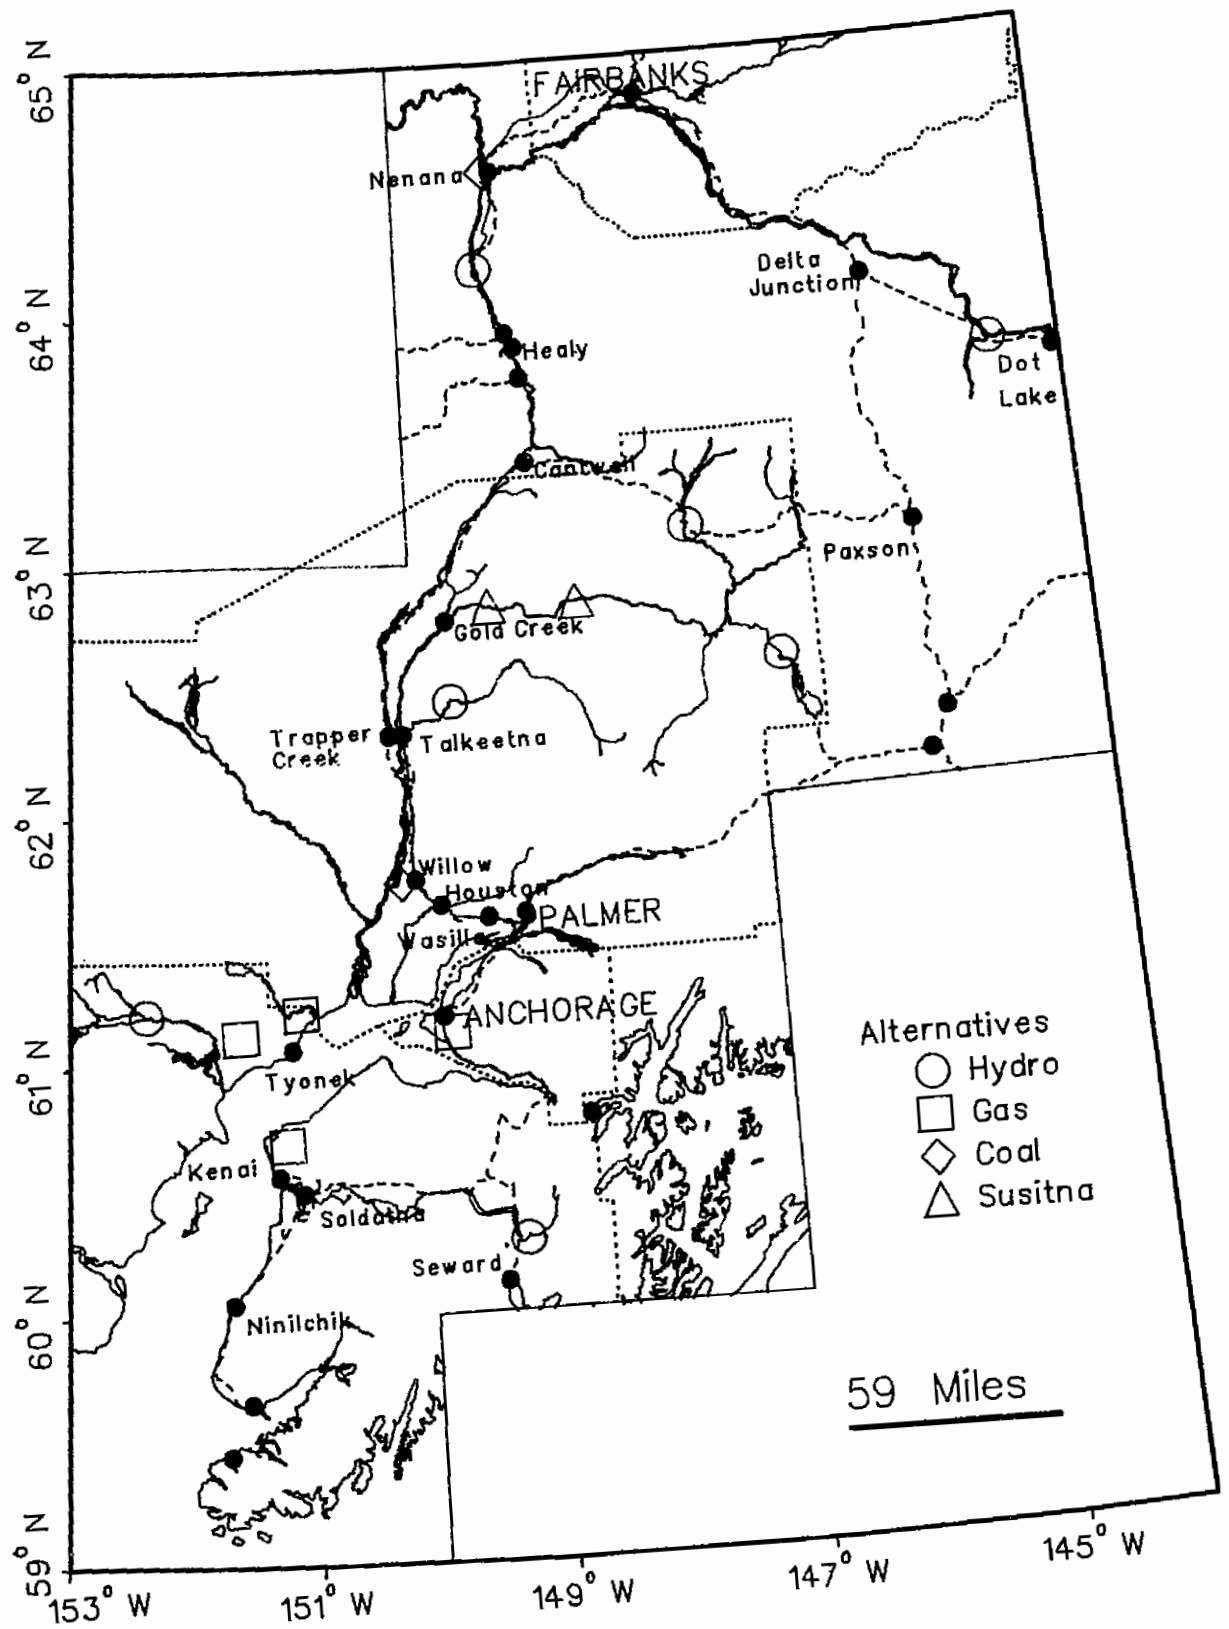 65° N
FAIRBANKS
Nenana
Delta
Junction
64° N
Healy
Dot
Lake
Cantwell
63° N
Paxson
Gold Creek
Trapper
Creek
Talkeetna
62° N
Willow
Houston
PALMER
Wasilla
ANCHORAGE
Alternatives
61° N
Tyonek
Hydro
Gas
Kenai
Coal
Soldotna
Susitna
Seward
60° N
Ninilchik
59 Miles
59° N
153° W
151° W
149° W
147° W
145° W